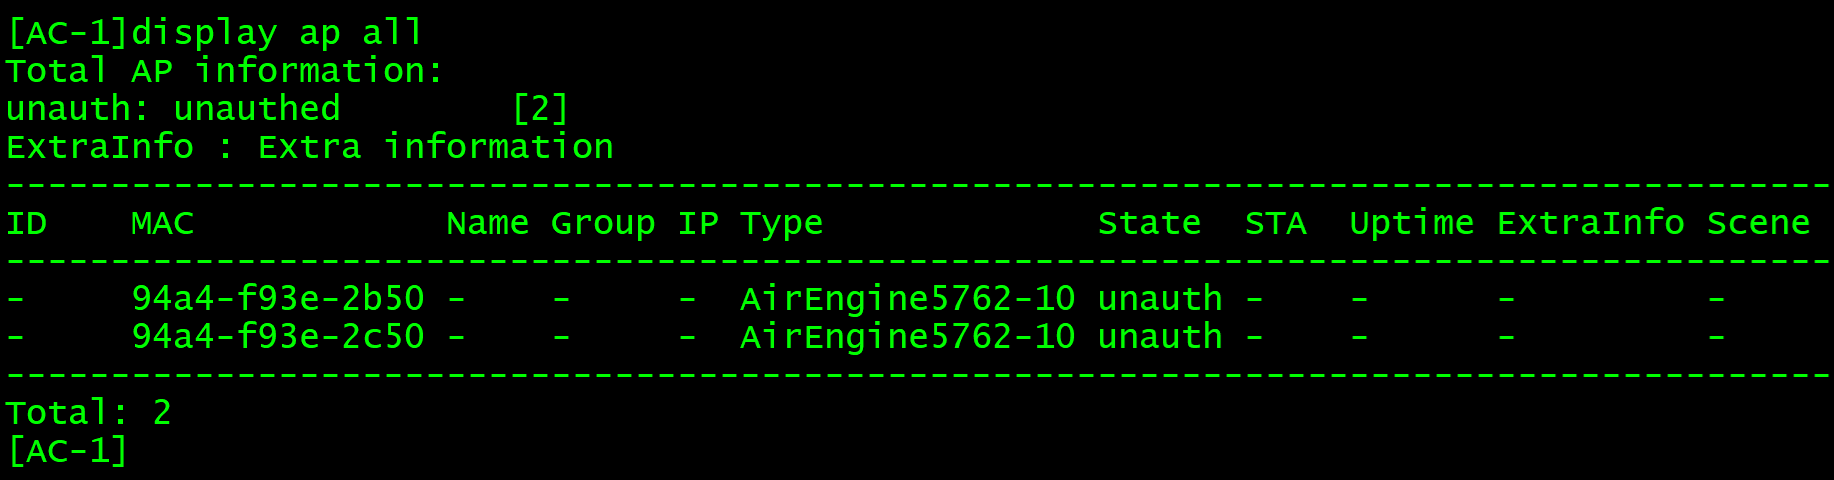 [AC-1]display ap all
Total AP information:
unauth: unauthed        [2]
ExtraInfo : Extra information
---------------------------------------------------------------------------------------
ID    MAC            Name Group IP Type             State  STA  Uptime ExtraInfo Scene
---------------------------------------------------------------------------------------
-     94a4-f93e-2b50 -    -     -  AirEngine5762-10 unauth -    -      -         -
-     94a4-f93e-2c50 -    -     -  AirEngine5762-10 unauth -    -      -         -
---------------------------------------------------------------------------------------
Total: 2
[AC-1]